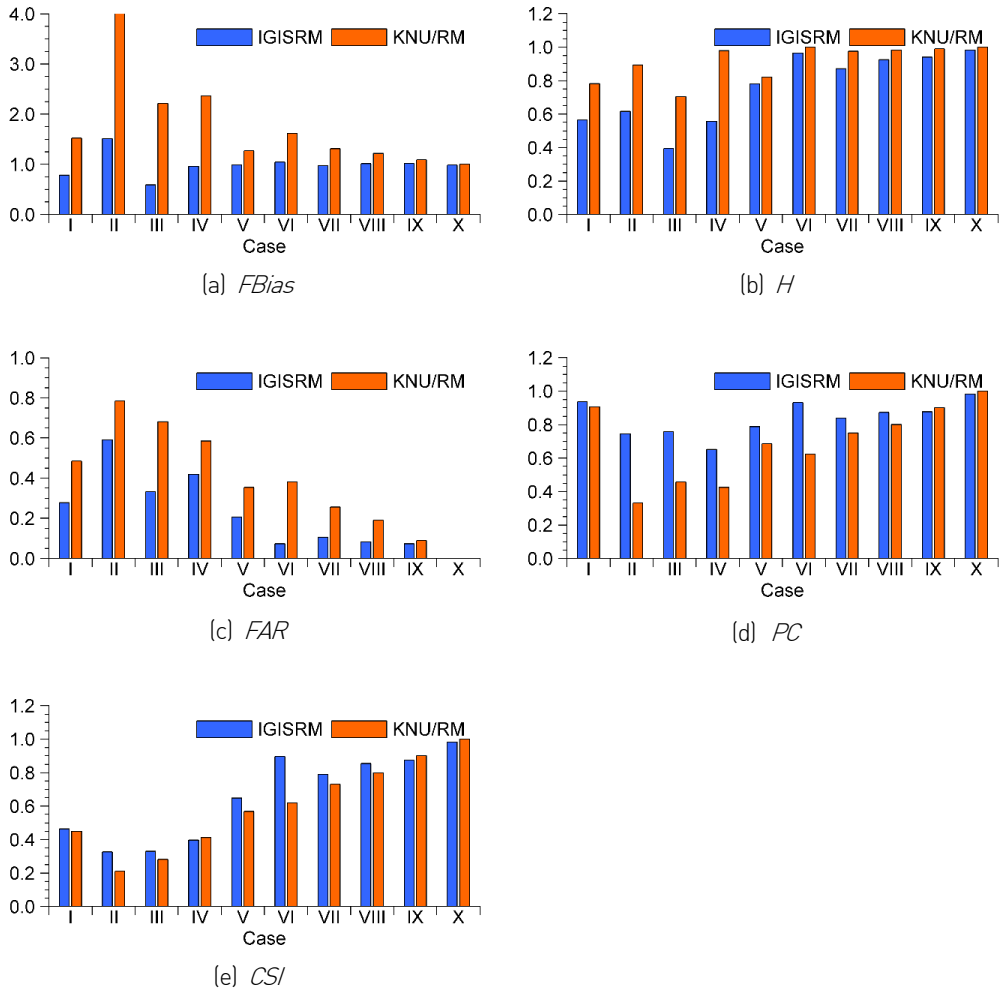 4.0
4.0
2.0
1.0
0.0
IGISRM KNU/RM
I II III IV V VI VII VIII IX X
Case
(a) FBias
1.2
1.0
0.8
0.6
0.4
0.2
0.0
IGISRM KNU/RM
I II III IV V VI VII VIII IX X
Case
(b) H
1.0
0.8
0.6
0.4
0.2
0.0
IGISRM KNU/RM
I II III IV V VI VII VIII IX X
Case
(c) FAR
1.2
1.0
0.8
0.6
0.4
0.2
0.0
IGISRM KNU/RM
I II III IV V VI VII VIII IX X
Case
(d) PC
1.2
1.0
0.8
0.6
0.4
0.2
0.0
IGISRM KNU/RM
I II III IV V VI VII VIII IX X
Case
(e) CSI